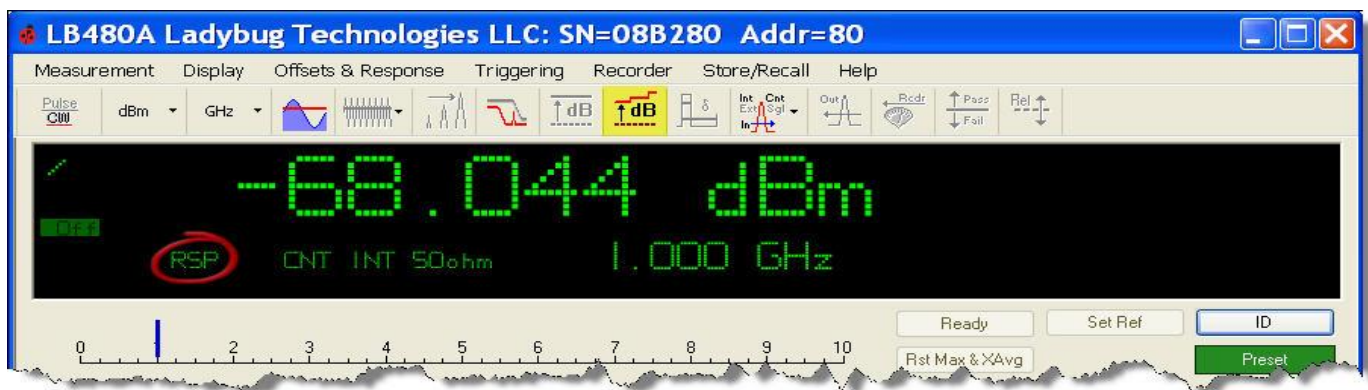 LB480A Ladybug Technologies LLC: SN=08B280 Addr=80
Measurement Display Offsets & Response Triggering Recorder Store/Recall Help
Pulse
CW
dBm
GHz
dB
dB
δ
Int Cnt
Ext Sgl
In
Out
Rcdr
Pass
Fail
Rel
-68.044 dBm
Off
RSP CNT INT 50ohm 1.000 GHz
Ready Set Ref ID
0 2 3 4 5 6 7 8 9 10
Rst Max & XAvg Preset